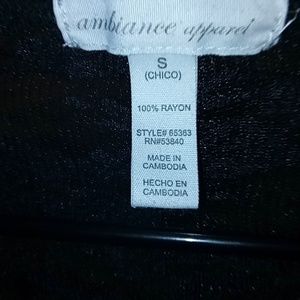 ambiance apparel
S
(CHICO)
100% RAYON
STYLE# 65363
RN#53840
MADE IN
CAMBODIA
HECHO EN
CAMBODIA